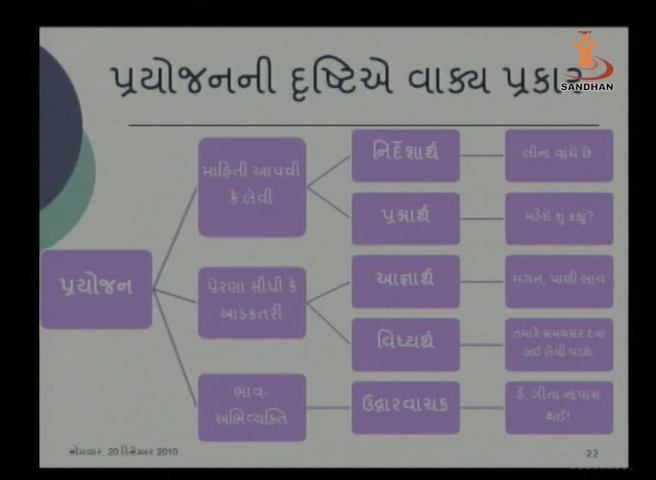 પ્રયોજનની દૃષ્ટિએ વાક્ય પ્રકાર
SANDHAN
પ્રયોજન
માહિતી આપવી
કે લેવી
નિર્દેશાર્થ
લીના વાંચે છે.
પ્રશ્નાર્થ
મહેશે શું કહ્યું?
પ્રેરણા સીધી કે
આડકતરી
આજ્ઞાર્થ
મગન, પાણી લાવ
વિધ્યર્થ
તમારે સમયસર દવા
લઈ લેવી પડશે.
ભાવ-
અભિવ્યક્તિ
ઉદ્ગારવાચક
હેં, ગીતા નાપાસ
થઈ!
સોમવાર, 20 ડિસેમ્બર 2010
22